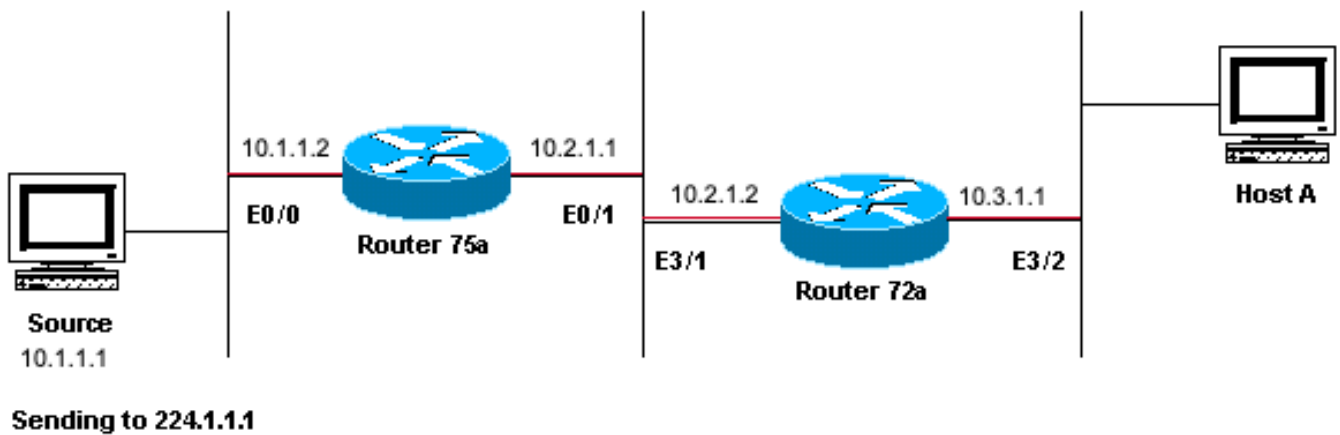 10.1.1.2
10.2.1.1
E0/0
E0/1
Router 75a
10.2.1.2
10.3.1.1
E3/1
E3/2
Router 72a
Host A
Source
10.1.1.1
Sending to 224.1.1.1